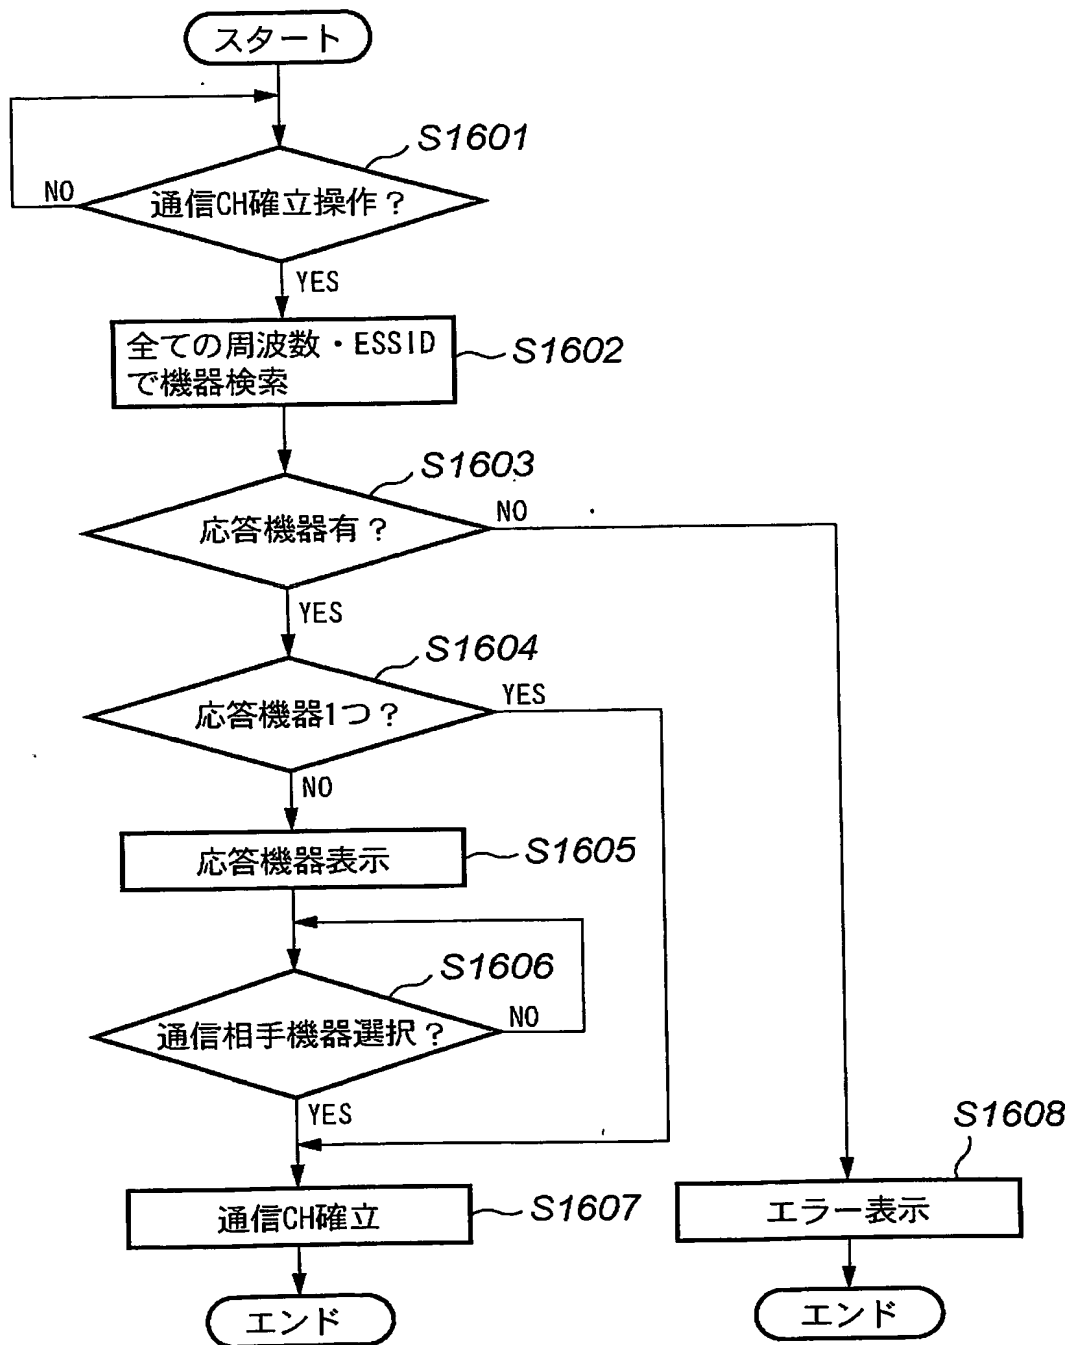 スタート
S1601
通信CH確立操作？
NO
YES
全ての周波数・ESSID
で機器検索
S1602
S1603
応答機器有？
NO
YES
S1604
応答機器1つ？
YES
NO
応答機器表示
S1605
S1606
通信相手機器選択？
NO
YES
S1608
通信CH確立
S1607
エラー表示
エンド
エンド